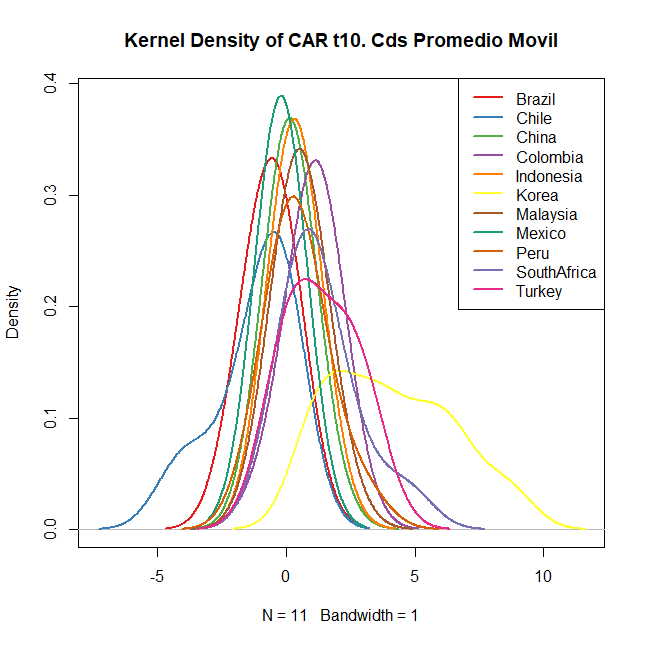 Kernel Density of CAR t10. Cds Promedio Movil
Density
0.4
0.3
0.2
0.1
0.0
-5
0
5
10
N = 11   Bandwidth = 1
Brazil
Chile
China
Colombia
Indonesia
Korea
Malaysia
Mexico
Peru
SouthAfrica
Turkey